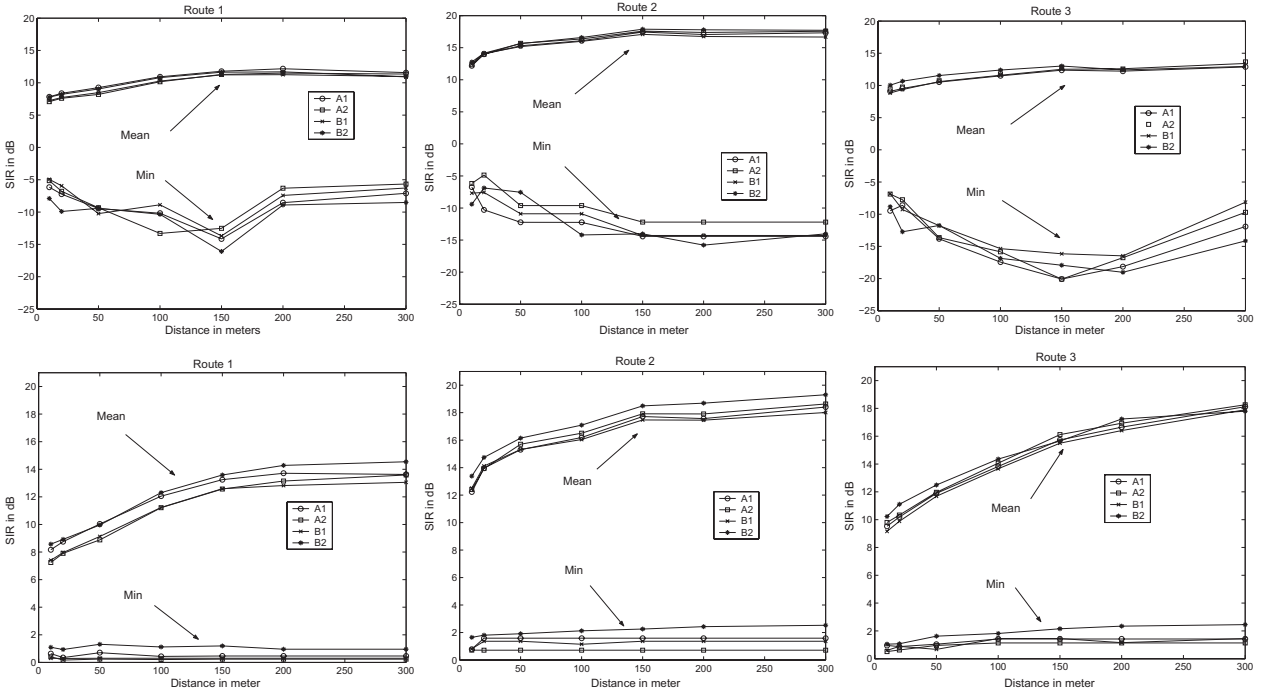 Route 1
20
15
10
5
0
−5
−10
−15
−20
−25
SIR in dB
Mean
Min
A1
A2
B1
B2
0 50 100 150 200 250 300
Distance in meters
Route 2
20
15
10
5
0
−5
−10
−15
−20
−25
SIR in dB
Mean
Min
A1
A2
B1
B2
0 50 100 150 200 250 300
Distance in meter
Route 3
20
15
10
5
0
−5
−10
−15
−20
−25
SIR in dB
Mean
Min
A1
A2
B1
B2
0 50 100 150 200 250 300
Distance in meter
Route 1
20
18
16
14
12
10
8
6
4
2
0
SIR in dB
Mean
Min
A1
A2
B1
B2
0 50 100 150 200 250 300
Distance in meter
Route 2
20
18
16
14
12
10
8
6
4
2
0
SIR in dB
Mean
Min
A1
A2
B1
B2
0 50 100 150 200 250 300
Distance in meter
Route 3
20
18
16
14
12
10
8
6
4
2
0
SIR in dB
Mean
Min
A1
A2
B1
B2
0 50 100 150 200 250 300
Distance in meter